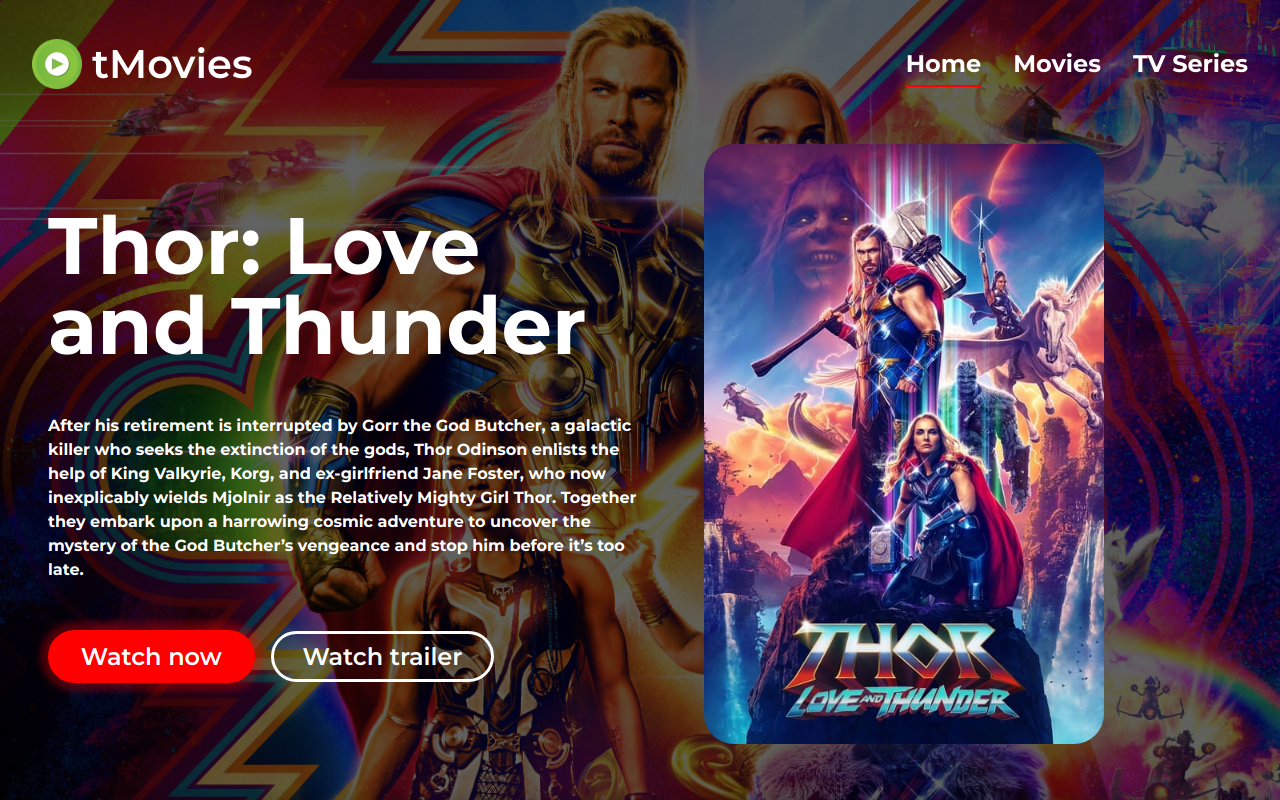 tMovies
Home Movies TV Series
Thor: Love
and Thunder
After his retirement is interrupted by Gorr the God Butcher, a galactic
killer who seeks the extinction of the gods, Thor Odinson enlists the
help of King Valkyrie, Korg, and ex-girlfriend Jane Foster, who now
inexplicably wields Mjolnir as the Relatively Mighty Girl Thor. Together
they embark upon a harrowing cosmic adventure to uncover the
mystery of the God Butcher’s vengeance and stop him before it’s too
late.
Watch now Watch trailer
THOR
LOVE AND THUNDER